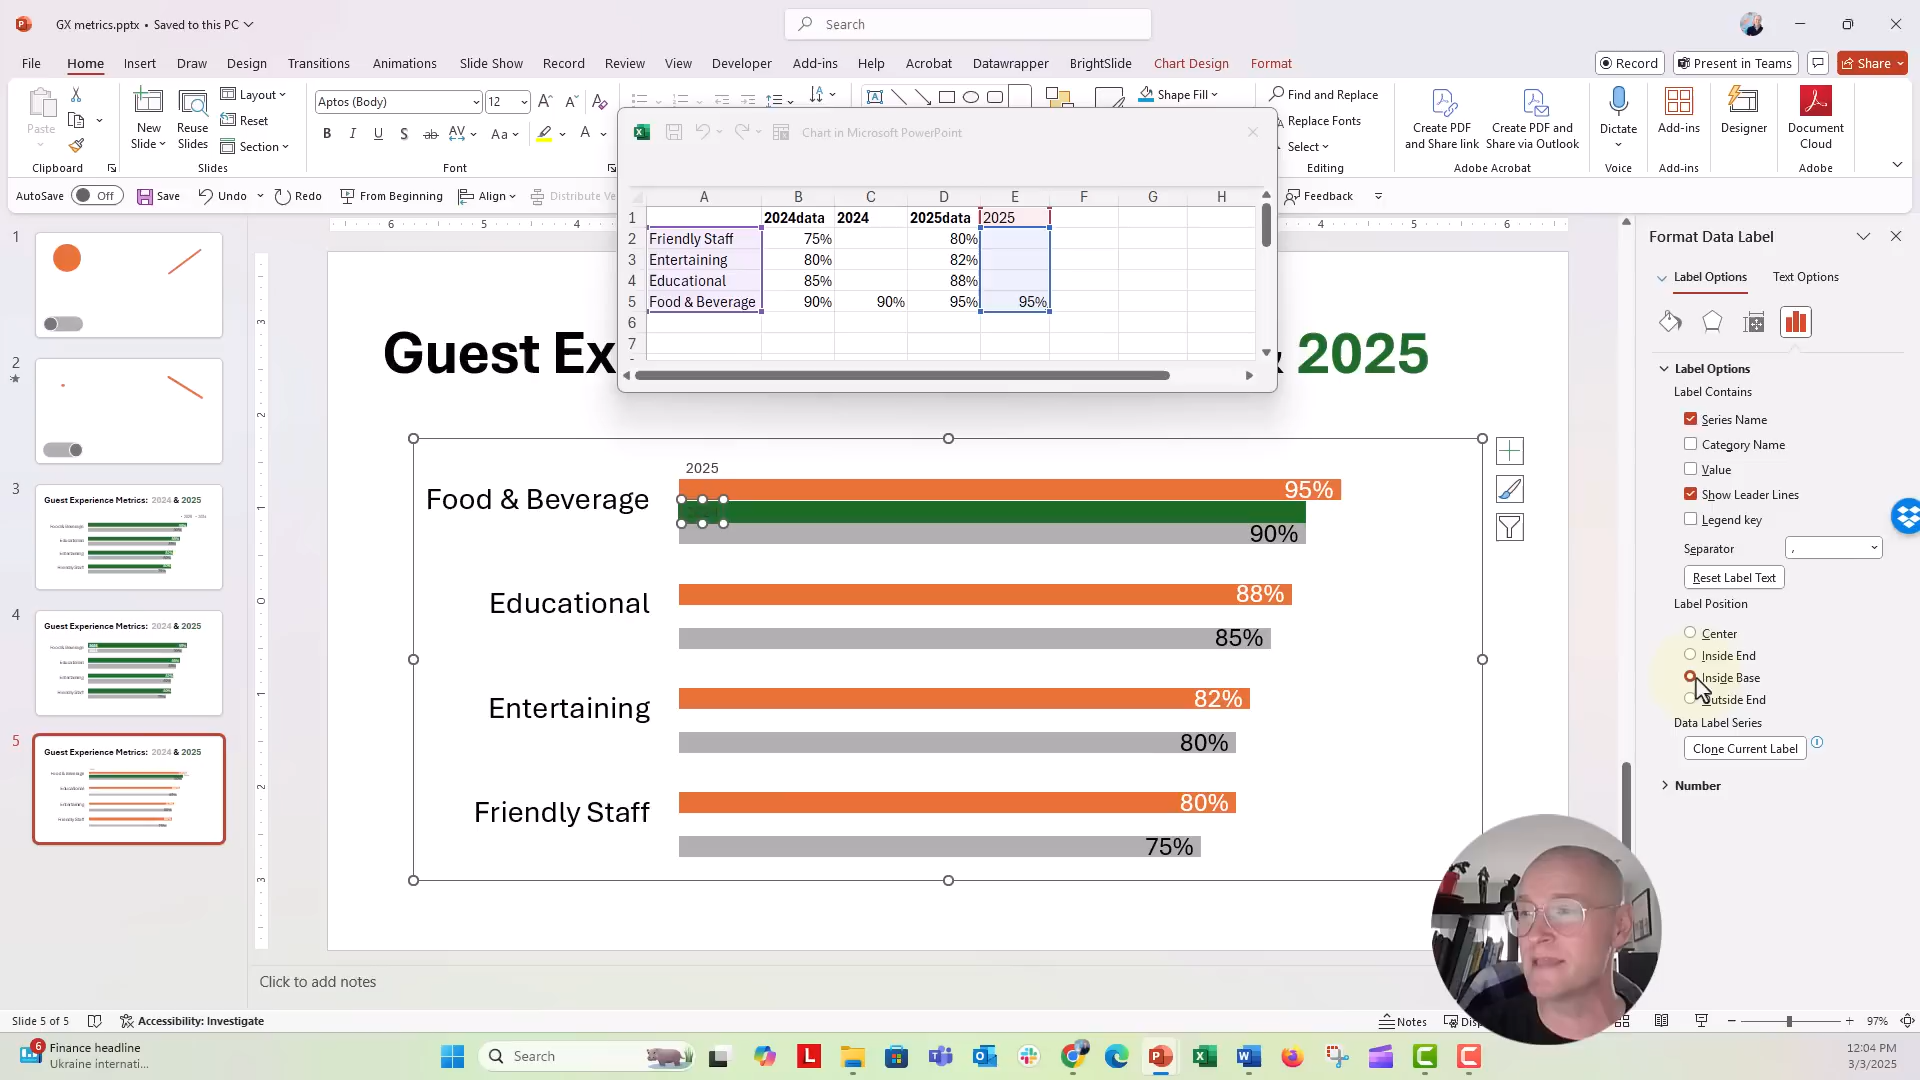 GX metrics.pptx • Saved to this PC
Search
File Home Insert Draw Design Transitions Animations Slide Show Record Review View Developer Add-ins Help Acrobat Datawrapper BrightSlide Chart Design Format
Record
Present in Teams
Share
Paste
New Slide
Reuse Slides
Layout
Reset
Section
Clipboard
Slides
Aptos (Body)
12
Font
Shape Fill
Find and Replace
Replace Fonts
Select
Editing
Create PDF and Share link
Create PDF and Share via Outlook
Adobe Acrobat
Dictate
Voice
Add-ins
Add-ins
Designer
Document Cloud
Adobe
AutoSave Off Save Undo Redo From Beginning Align Distribute
Feedback
Chart in Microsoft PowerPoint
A B C D E F G H
1 2024data 2024 2025data 2025
2 Friendly Staff 75% 80%
3 Entertaining 80% 82%
4 Educational 85% 88%
5 Food & Beverage 90% 90% 95% 95%
6
7
1
2
3
Guest Experience Metrics: 2024 & 2025
4
Guest Experience Metrics: 2024 & 2025
5
Guest Experience Metrics: 2024 & 2025
Guest Ex
2025
2025
Food & Beverage
95%
90%
Educational
88%
85%
Entertaining
82%
80%
Friendly Staff
80%
75%
Format Data Label
Label Options
Text Options
Label Options
Label Contains
Series Name
Category Name
Value
Show Leader Lines
Legend key
Separator ,
Reset Label Text
Label Position
Center
Inside End
Inside Base
Outside End
Data Label Series
Clone Current Label
Number
Click to add notes
Slide 5 of 5
Accessibility: Investigate
Notes
97%
6
Finance headline
Ukraine internati...
Search
12:04 PM
3/3/2025